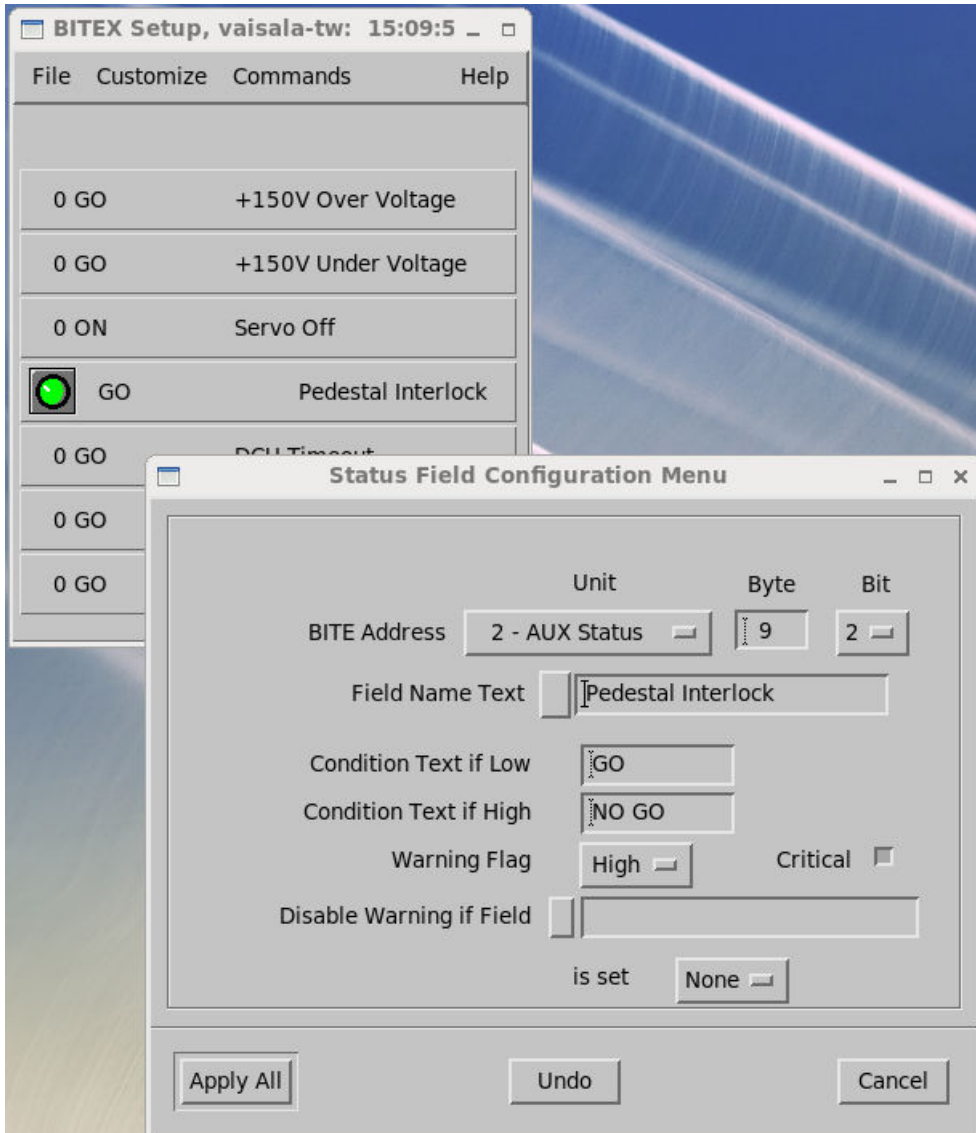 BITEX Setup, vaisala-tw: 15:09:5
File Customize Commands Help
0 GO +150V Over Voltage
0 GO +150V Under Voltage
0 ON Servo Off
GO Pedestal Interlock
0 GO DCU Timeout
0 GO
0 GO
Status Field Configuration Menu
Unit Byte Bit
BITE Address 2 - AUX Status 9 2
Field Name Text Pedestal Interlock
Condition Text if Low GO
Condition Text if High NO GO
Warning Flag High Critical
Disable Warning if Field
is set None
Apply All Undo Cancel